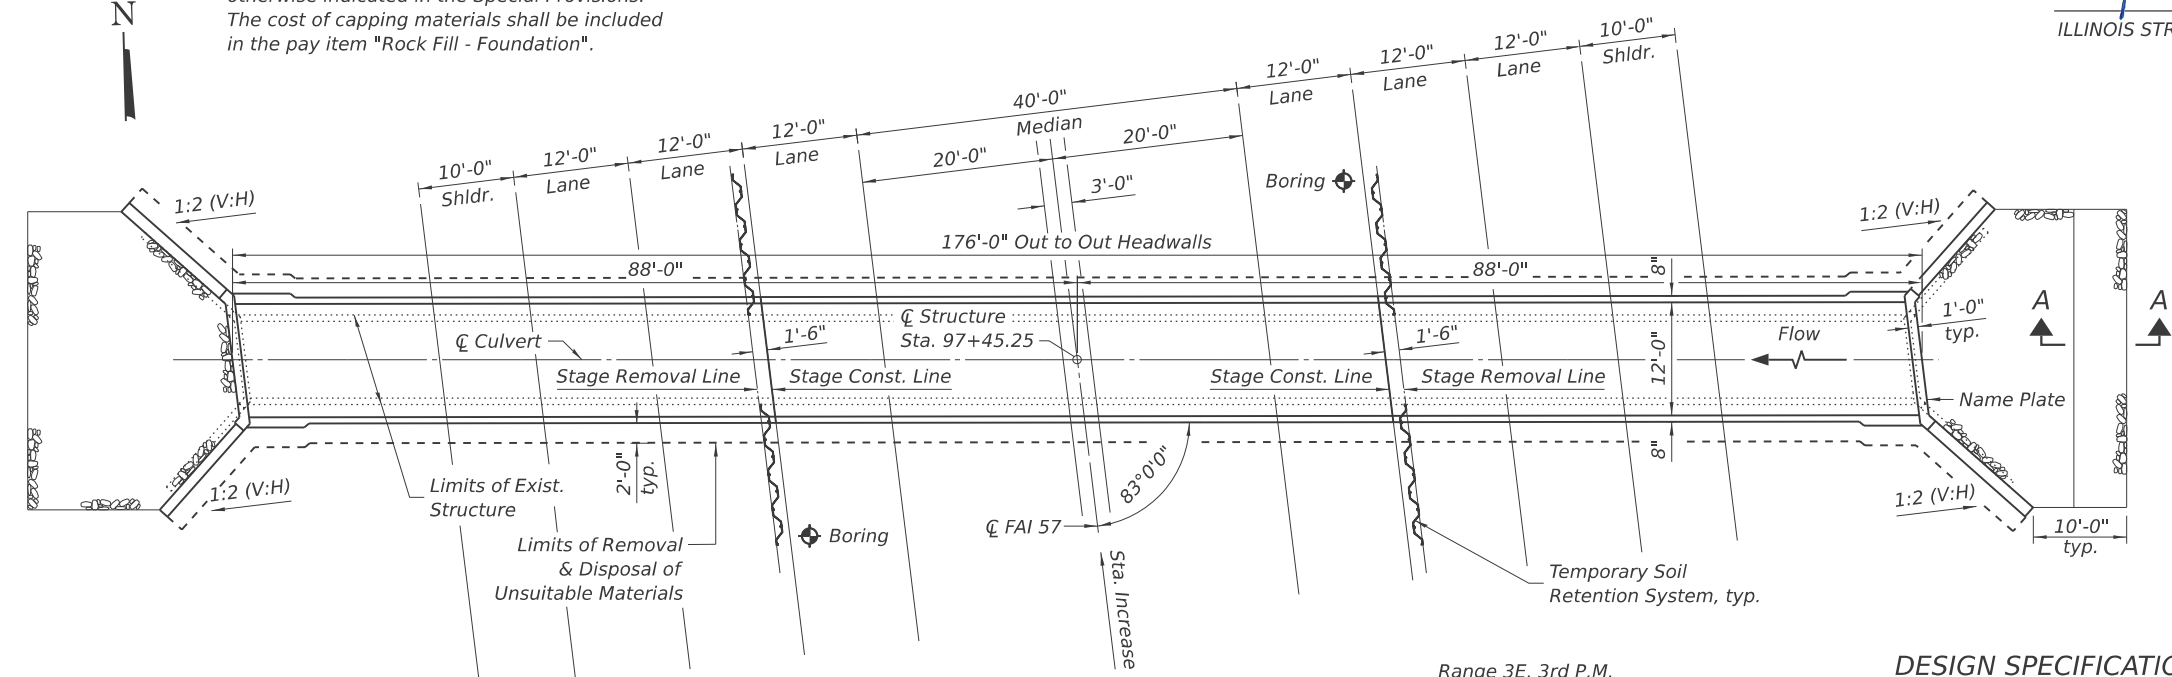 otherwise indicated in the Special Provisions.
The cost of capping materials shall be included
in the pay item "Rock Fill - Foundation".
N
ILLINOIS STR
10'-0"
Shldr.
12'-0"
Lane
12'-0"
Lane
12'-0"
Lane
40'-0"
Median
20'-0"
20'-0"
3'-0"
12'-0"
Lane
12'-0"
Lane
12'-0"
Lane
10'-0"
Shldr.
Boring
1:2 (V:H)
1:2 (V:H)
176'-0" Out to Out Headwalls
88'-0"
88'-0"
8"
℄ Structure
Sta. 97+45.25
℄ Culvert
1'-6"
1'-6"
Flow
1'-0"
typ.
A
A
12'-0"
Stage Removal Line
Stage Const. Line
Stage Const. Line
Stage Removal Line
Name Plate
8"
2'-0"
typ.
83°0'0"
Limits of Exist.
Structure
1:2 (V:H)
1:2 (V:H)
℄ FAI 57
Boring
10'-0"
typ.
Limits of Removal
& Disposal of
Unsuitable Materials
Sta. Increase
Temporary Soil
Retention System, typ.
Range 3E, 3rd P.M.
DESIGN SPECIFICATIO